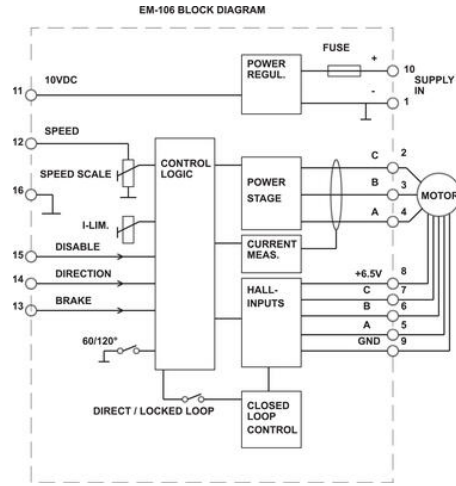 EM-106 BLOCK DIAGRAM
FUSE
POWER
REGUL.
+
10
SUPPLY
IN
-
1
11
10VDC
12
SPEED
SPEED SCALE
CONTROL
LOGIC
16
I-LIM.
POWER
STAGE
C
2
B
3
A
4
MOTOR
CURRENT
MEAS.
15
DISABLE
14
DIRECTION
13
BRAKE
HALL-
INPUTS
+6.5V
8
C
7
B
6
A
5
GND
9
60/120°
DIRECT / LOCKED LOOP
CLOSED
LOOP
CONTROL